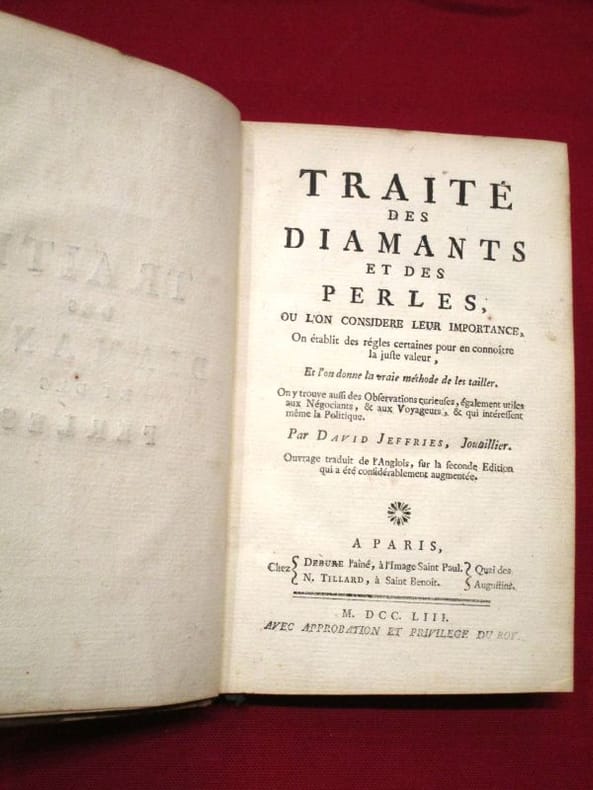 TRAITÉ
DES
DIAMANTS
ET DES
PERLES,
OU L'ON CONSIDERE LEUR IMPORTANCE,
On établit des régles certaines pour en connoître
la juſte valeur,
Et l'on donne la vraie méthode de les tailler.
On y trouve auſſi des Obſervations curieuſes, également utiles
aux Négociants, & aux Voyageurs, & qui intéreſſent
même la Politique.
Par DAVID JEFFRIES, Jouaillier.
Ouvrage traduit de l'Anglois, ſur la ſeconde Edition
qui a été conſidérablement augmentée.
A PARIS,
Chez { DEBURE l'aîné, à l'Image Saint Paul. } Quai des
{ N. TILLARD, à Saint Benoit. } Auguſtins.
M. DCC. LIII.
AVEC APPROBATION ET PRIVILEGE DU ROY.